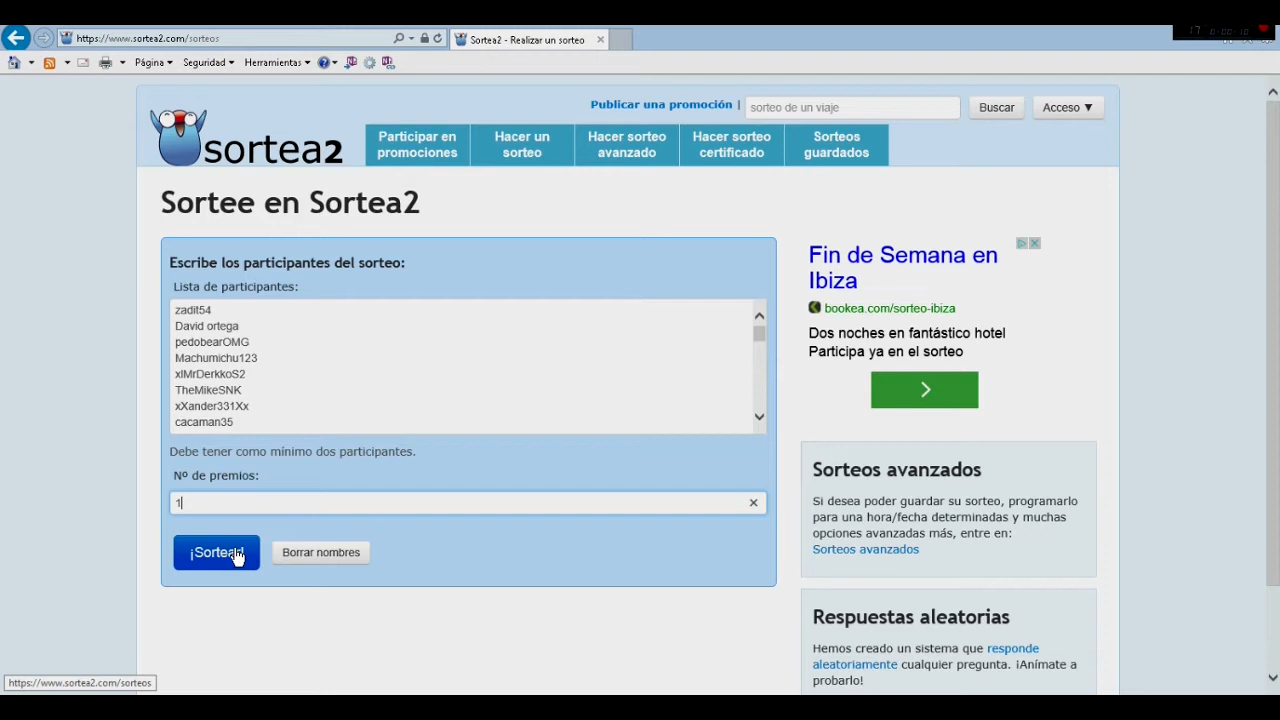 https://www.sortea2.com/sorteos
Sortea2 - Realizar un sorteo
Página
Seguridad
Herramientas
Publicar una promoción |
sorteo de un viaje
Buscar
Acceso ▼
sortea2
Participar en
promociones
Hacer un
sorteo
Hacer sorteo
avanzado
Hacer sorteo
certificado
Sorteos
guardados
Sortee en Sortea2
Escribe los participantes del sorteo:
Lista de participantes:
zadit54
David ortega
pedobearOMG
Machumichu123
xlMrDerkkoS2
TheMikeSNK
xXander331Xx
cacaman35
Debe tener como mínimo dos participantes.
Nº de premios:
1
¡Sortea!
Borrar nombres
Fin de Semana en
Ibiza
bookea.com/sorteo-ibiza
Dos noches en fantástico hotel
Participa ya en el sorteo
Sorteos avanzados
Si desea poder guardar su sorteo, programarlo
para una hora/fecha determinadas y muchas
opciones avanzadas más, entre en:
Sorteos avanzados
Respuestas aleatorias
Hemos creado un sistema que responde
aleatoriamente cualquier pregunta. ¡Anímate a
probarlo!
https://www.sortea2.com/sorteos